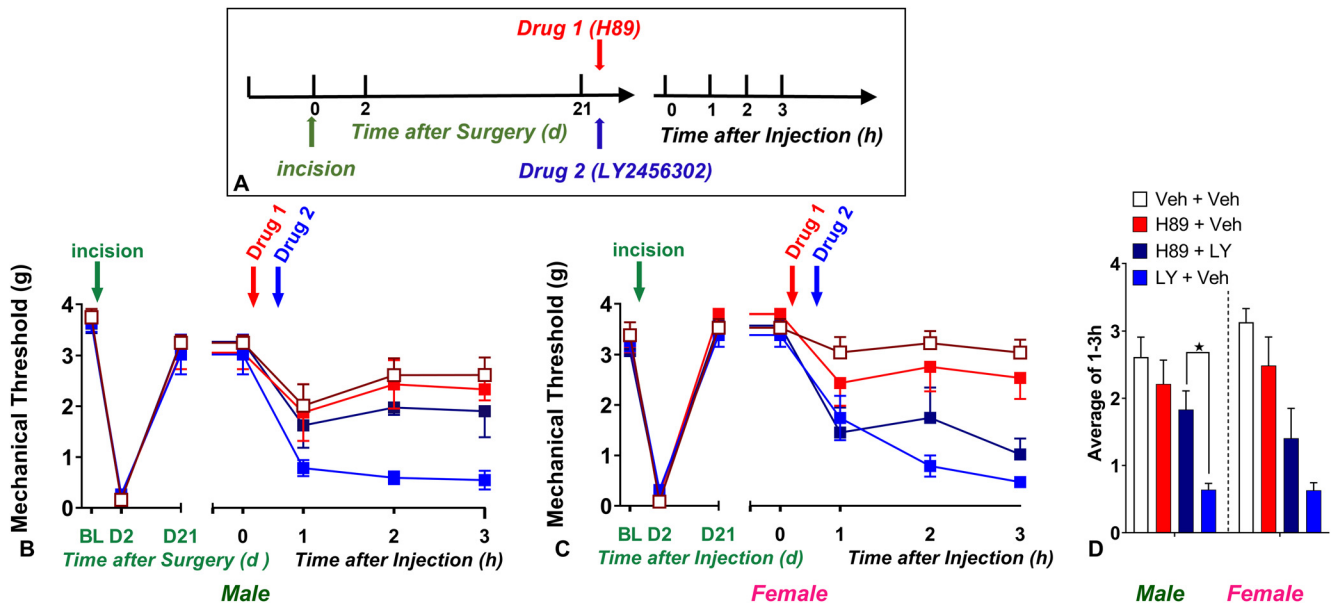 Drug 1 (H89)
0 2 21 0 1 2 3
Time after Surgery (d) Time after Injection (h)
incision
Drug 2 (LY2456302)
A
incision
Drug 1
Drug 2
Mechanical Threshold (g)
4
3
2
1
0
BL D2 D21 0 1 2 3
Time after Surgery (d ) Time after Injection (h)
B
Male
incision
Drug 1
Drug 2
Mechanical Threshold (g)
4
3
2
1
0
BL D2 D21 0 1 2 3
Time after Injection (d) Time after Injection (h)
C
Female
Veh + Veh
H89 + Veh
H89 + LY
LY + Veh
Average of 1-3h
4
3
2
1
0
★
D
Male Female